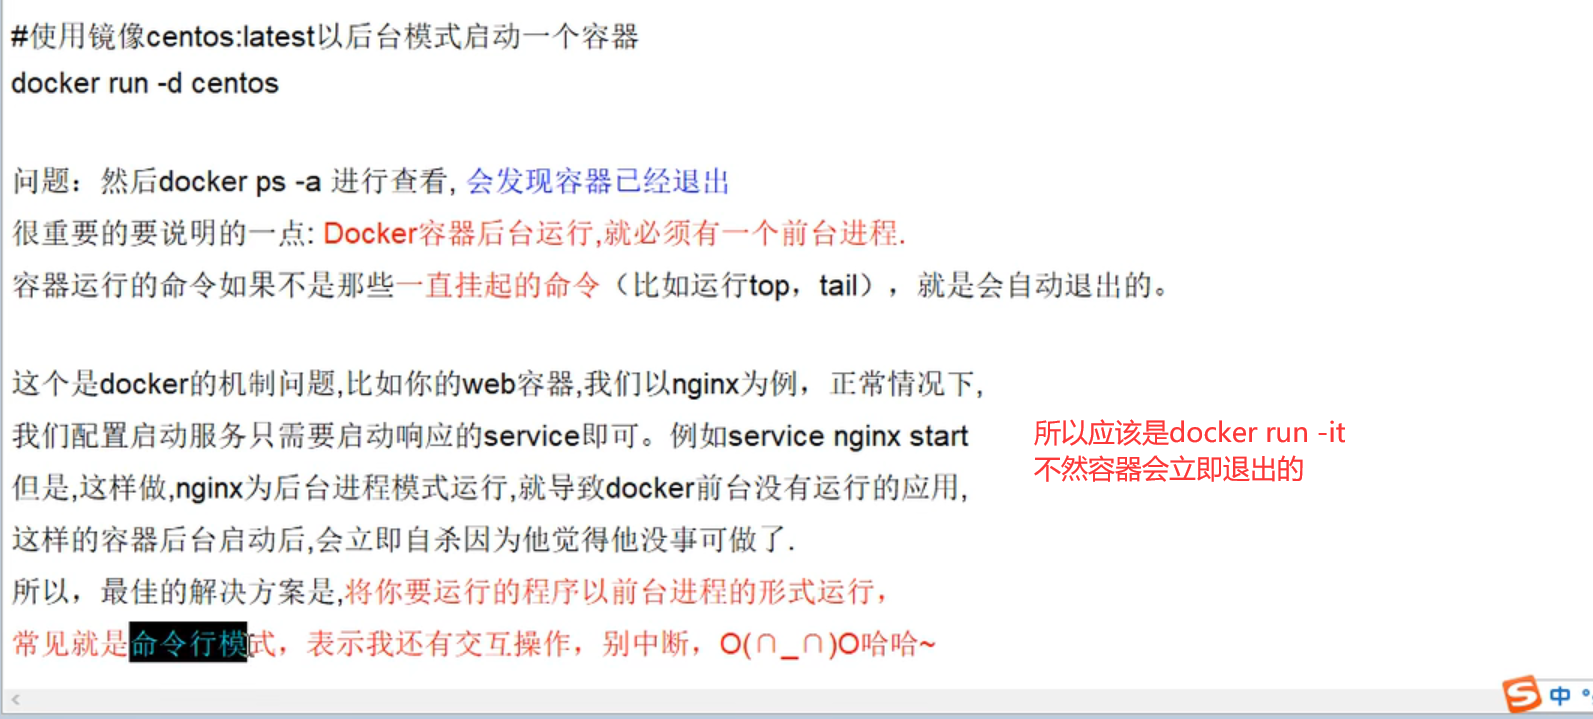 #使用镜像centos:latest以后台模式启动一个容器
docker run -d centos
问题：然后docker ps -a 进行查看, 会发现容器已经退出
很重要的要说明的一点: Docker容器后台运行,就必须有一个前台进程.
容器运行的命令如果不是那些一直挂起的命令（比如运行top，tail），就是会自动退出的。
这个是docker的机制问题,比如你的web容器,我们以nginx为例，正常情况下,
我们配置启动服务只需要启动响应的service即可。例如service nginx start
但是,这样做,nginx为后台进程模式运行,就导致docker前台没有运行的应用,
这样的容器后台启动后,会立即自杀因为他觉得他没事可做了.
所以，最佳的解决方案是,将你要运行的程序以前台进程的形式运行，
常见就是命令行模式，表示我还有交互操作，别中断，O(∩_∩)O哈哈~
所以应该是docker run -it
不然容器会立即退出的
中